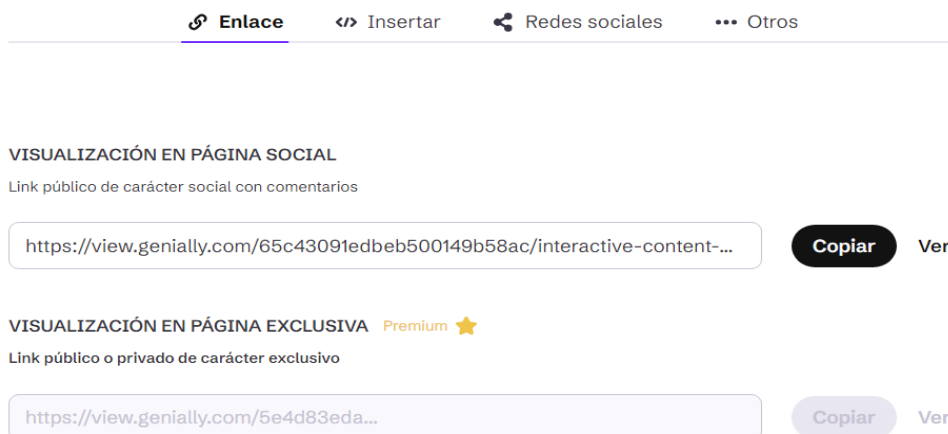 Enlace </> Insertar Redes sociales ••• Otros
VISUALIZACIÓN EN PÁGINA SOCIAL
Link público de carácter social con comentarios
https://view.genially.com/65c43091edbeb500149b58ac/interactive-content-... Copiar Ver
VISUALIZACIÓN EN PÁGINA EXCLUSIVA Premium
Link público o privado de carácter exclusivo
https://view.genially.com/5e4d83eda... Copiar Ver